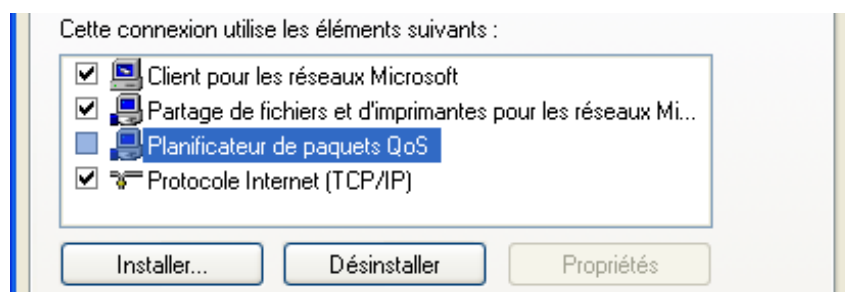 Cette connexion utilise les éléments suivants :
Client pour les réseaux Microsoft
Partage de fichiers et d'imprimantes pour les réseaux Mi...
Planificateur de paquets QoS
Protocole Internet (TCP/IP)
Installer... Désinstaller Propriétés